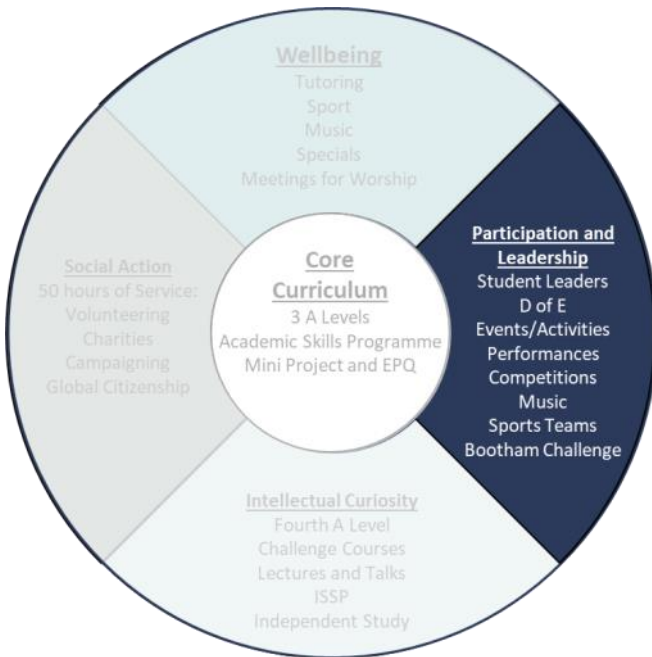 Wellbeing
Tutoring
Sport
Music
Specials
Meetings for Worship
Social Action
50 hours of Service:
Volunteering
Charities
Campaigning
Global Citizenship
Core
Curriculum
3 A Levels
Academic Skills Programme
Mini Project and EPQ
Participation and
Leadership
Student Leaders
D of E
Events/Activities
Performances
Competitions
Music
Sports Teams
Bootham Challenge
Intellectual Curiosity
Fourth A Level
Challenge Courses
Lectures and Talks
ISSP
Independent Study